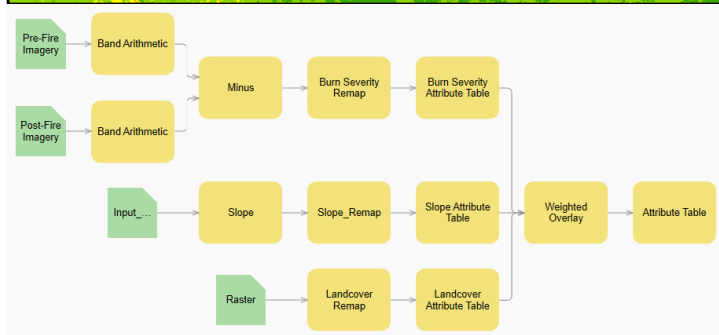 Pre-Fire
Imagery
Band Arithmetic
Minus
Burn Severity
Remap
Burn Severity
Attribute Table
Post-Fire
Imagery
Band Arithmetic
Input_...
Slope
Slope_Remap
Slope Attribute
Table
Weighted
Overlay
Attribute Table
Raster
Landcover
Remap
Landcover
Attribute Table